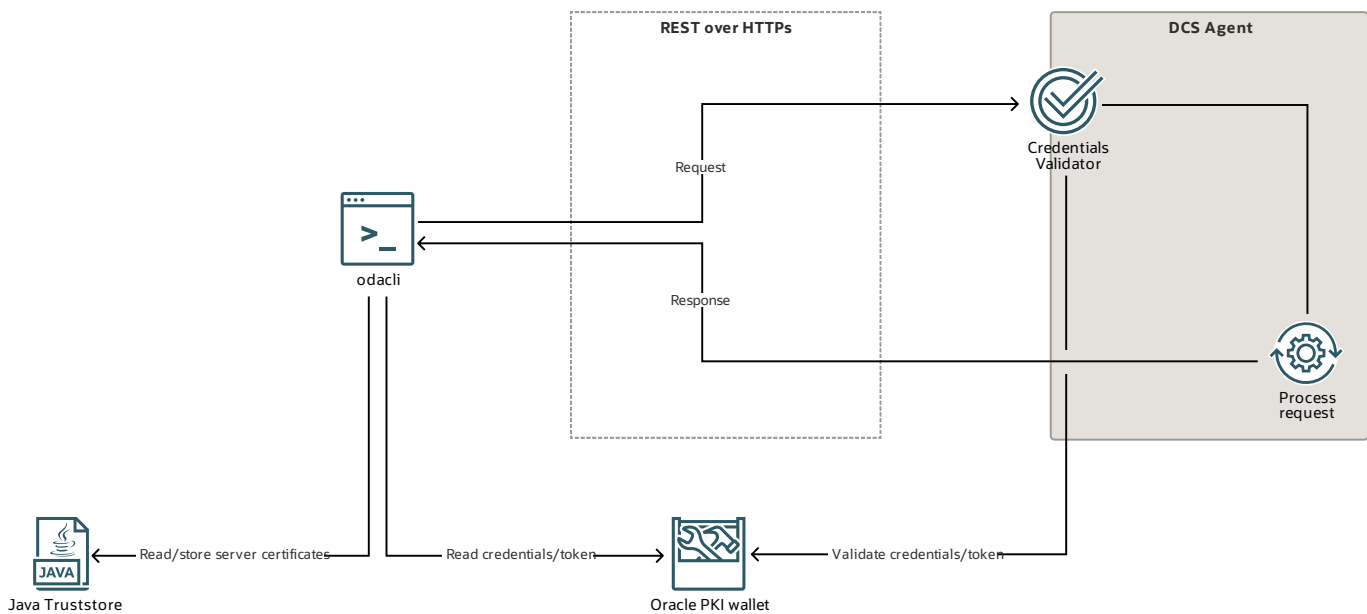 REST over HTTPs
DCS Agent
Credentials
Validator
Request
>_
odacli
Response
Process
request
Read/store server certificates
Read credentials/token
Validate credentials/token
JAVA
Java Truststore
Oracle PKI wallet